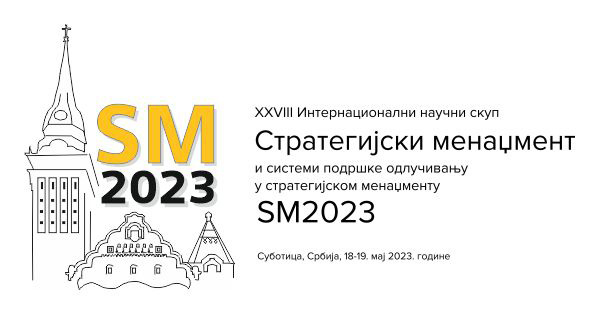 SM
2023
XXVIII Интернационални научни скуп
Стратегијски менаџмент
и системи подршке одлучивању
у стратегијском менаџменту
SM2023
Суботица, Србија, 18-19. мај 2023. године